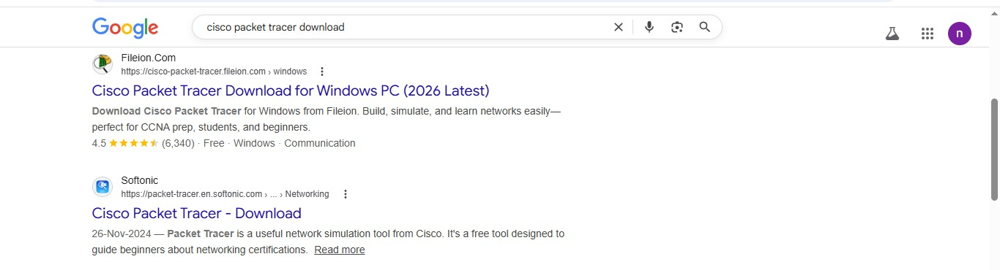 Google
cisco packet tracer download
n
Fileion.Com
https://cisco-packet-tracer.fileion.com › windows
Cisco Packet Tracer Download for Windows PC (2026 Latest)
Download Cisco Packet Tracer for Windows from Fileion. Build, simulate, and learn networks easily—
perfect for CCNA prep, students, and beginners.
4.5 (6,340) · Free · Windows · Communication
Softonic
https://packet-tracer.en.softonic.com › ... › Networking
Cisco Packet Tracer - Download
26-Nov-2024 — Packet Tracer is a useful network simulation tool from Cisco. It's a free tool designed to
guide beginners about networking certifications. Read more